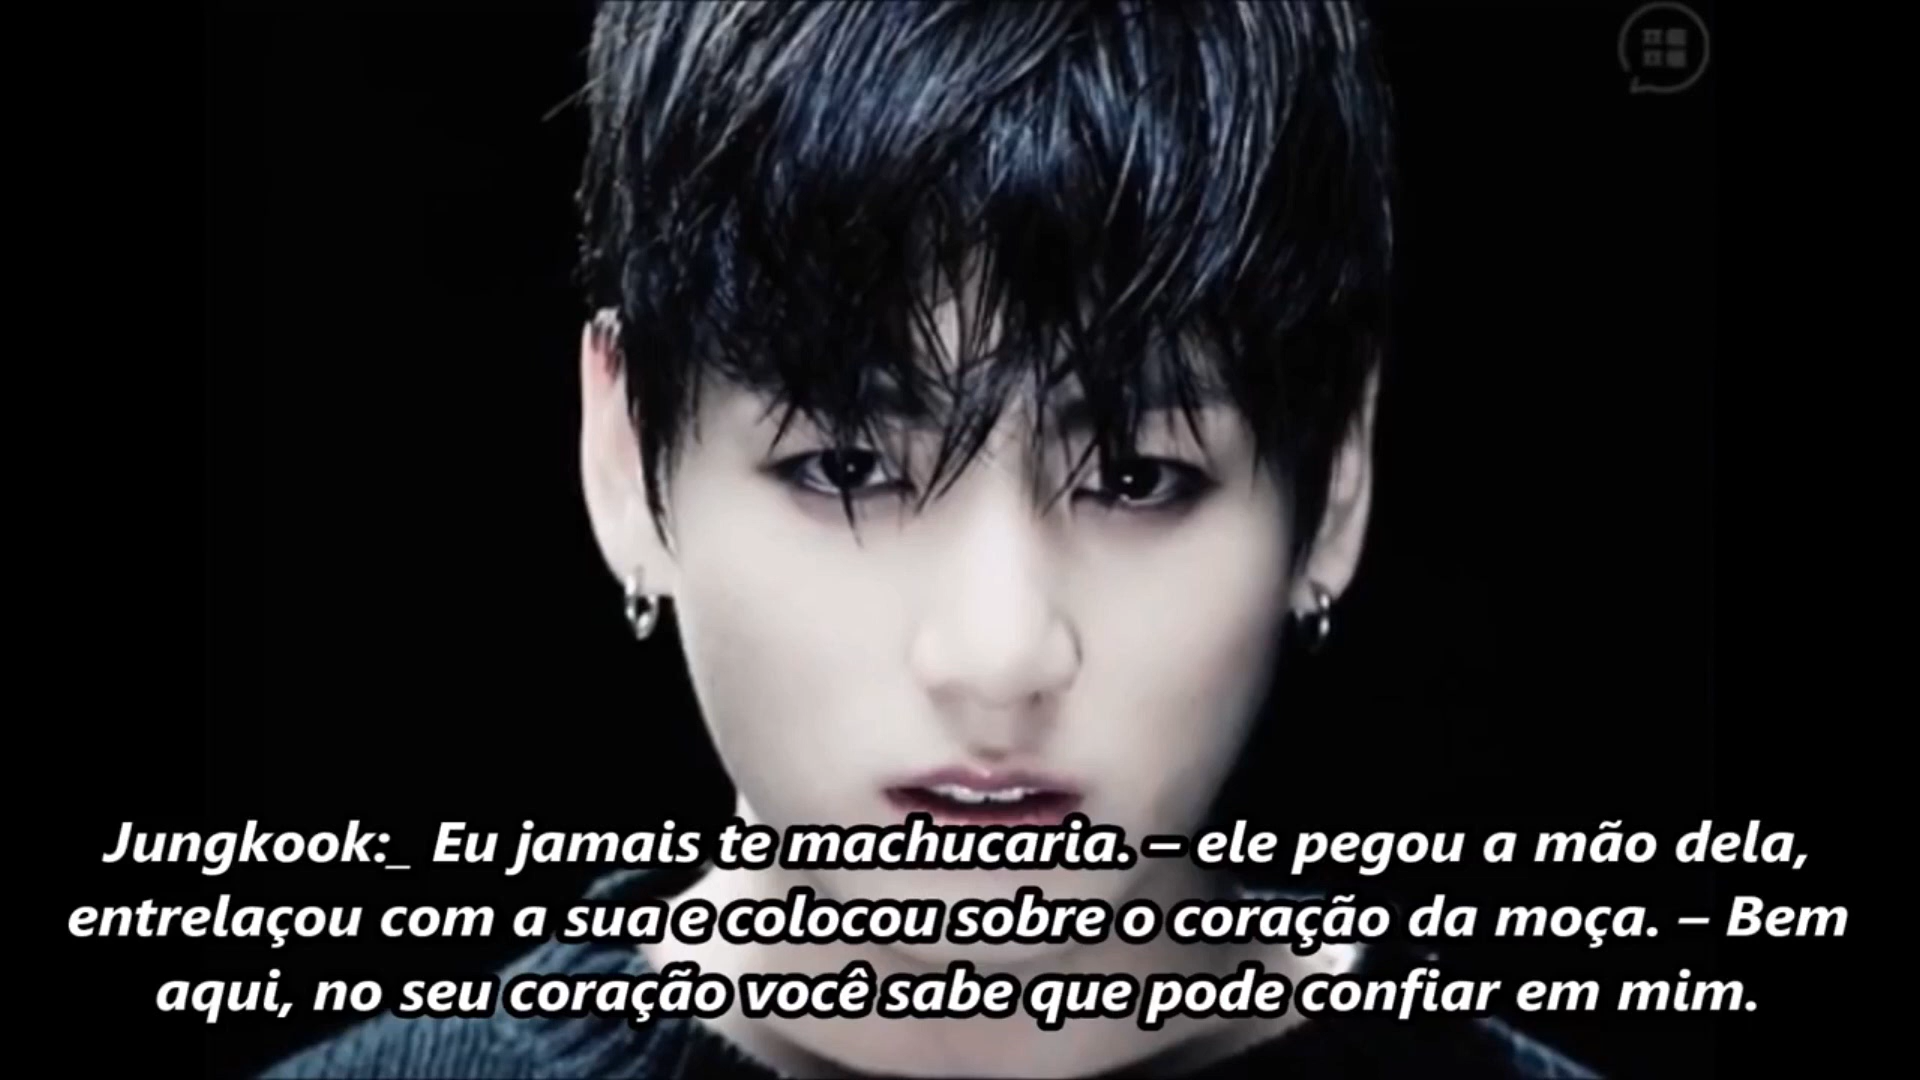 Jungkook:_ Eu jamais te machucaria. – ele pegou a mão dela,
entrelaçou com a sua e colocou sobre o coração da moça. – Bem
aqui, no seu coração você sabe que pode confiar em mim.